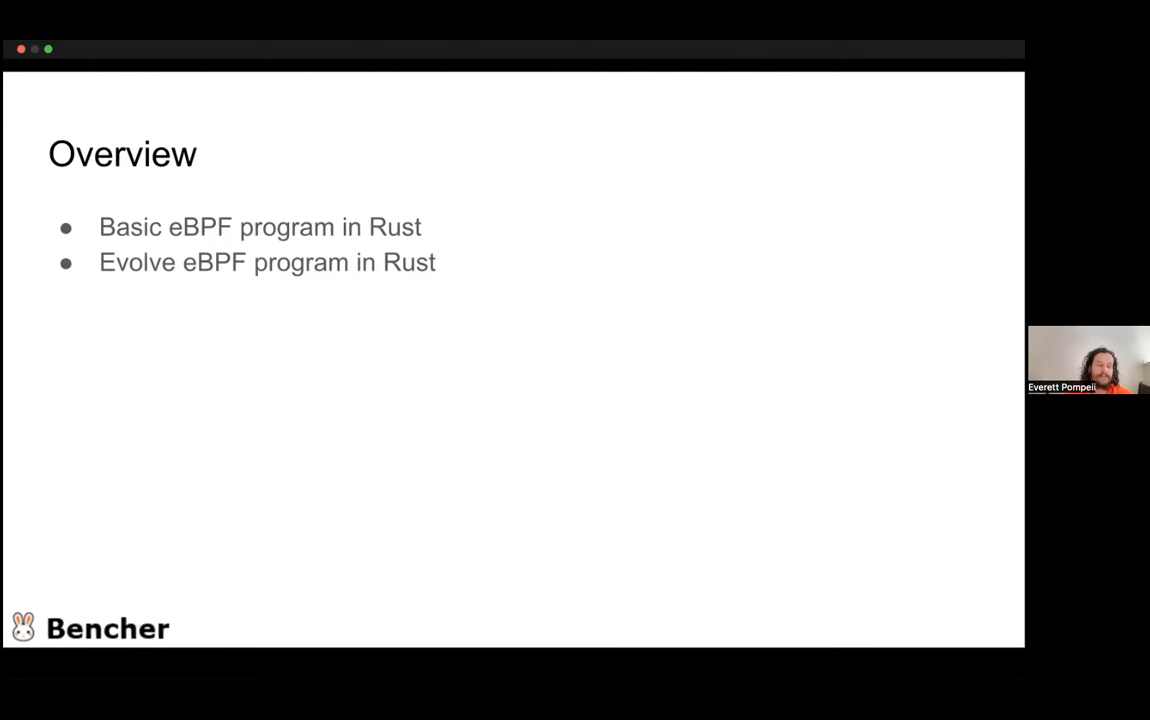 Overview
● Basic eBPF program in Rust
● Evolve eBPF program in Rust
Everett Pompeii
Bencher